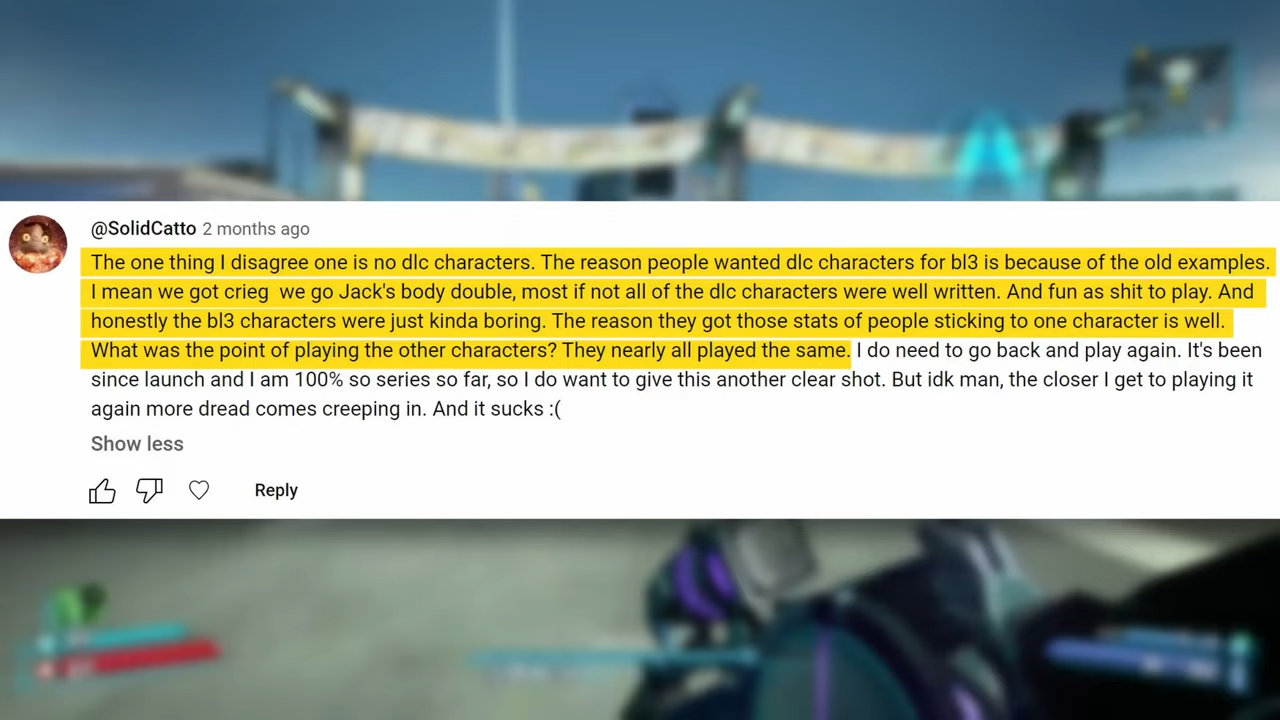 @SolidCatto 2 months ago
The one thing I disagree one is no dlc characters. The reason people wanted dlc characters for bl3 is because of the old examples.
I mean we got crieg  we go Jack's body double, most if not all of the dlc characters were well written. And fun as shit to play. And
honestly the bl3 characters were just kinda boring. The reason they got those stats of people sticking to one character is well.
What was the point of playing the other characters? They nearly all played the same. I do need to go back and play again. It's been
since launch and I am 100% so series so far, so I do want to give this another clear shot. But idk man, the closer I get to playing it
again more dread comes creeping in. And it sucks :(
Show less
Reply